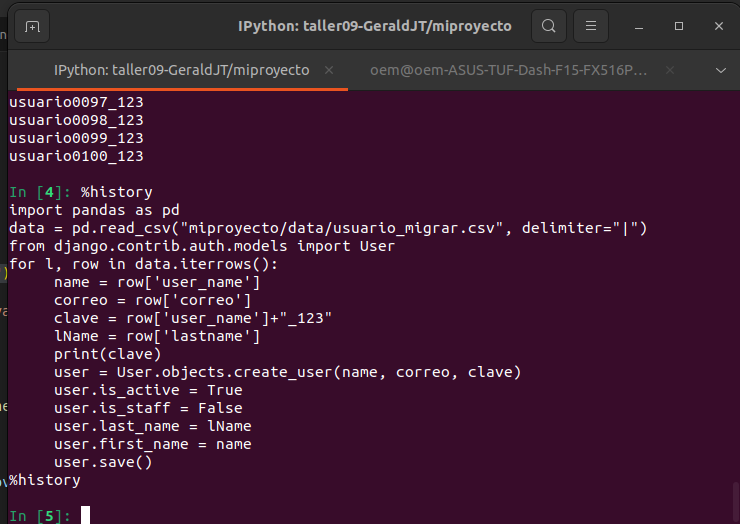 IPython: taller09-GeraldJT/miproyecto
IPython: taller09-GeraldJT/miproyecto
oem@oem-ASUS-TUF-Dash-F15-FX516P…
usuario0097_123
usuario0098_123
usuario0099_123
usuario0100_123
In [4]: %history
import pandas as pd
data = pd.read_csv("miproyecto/data/usuario_migrar.csv", delimiter="|")
from django.contrib.auth.models import User
for l, row in data.iterrows():
     name = row['user_name']
     correo = row['correo']
     clave = row['user_name']+"_123"
     lName = row['lastname']
     print(clave)
     user = User.objects.create_user(name, correo, clave)
     user.is_active = True
     user.is_staff = False
     user.last_name = lName
     user.first_name = name
     user.save()
%history
In [5]: